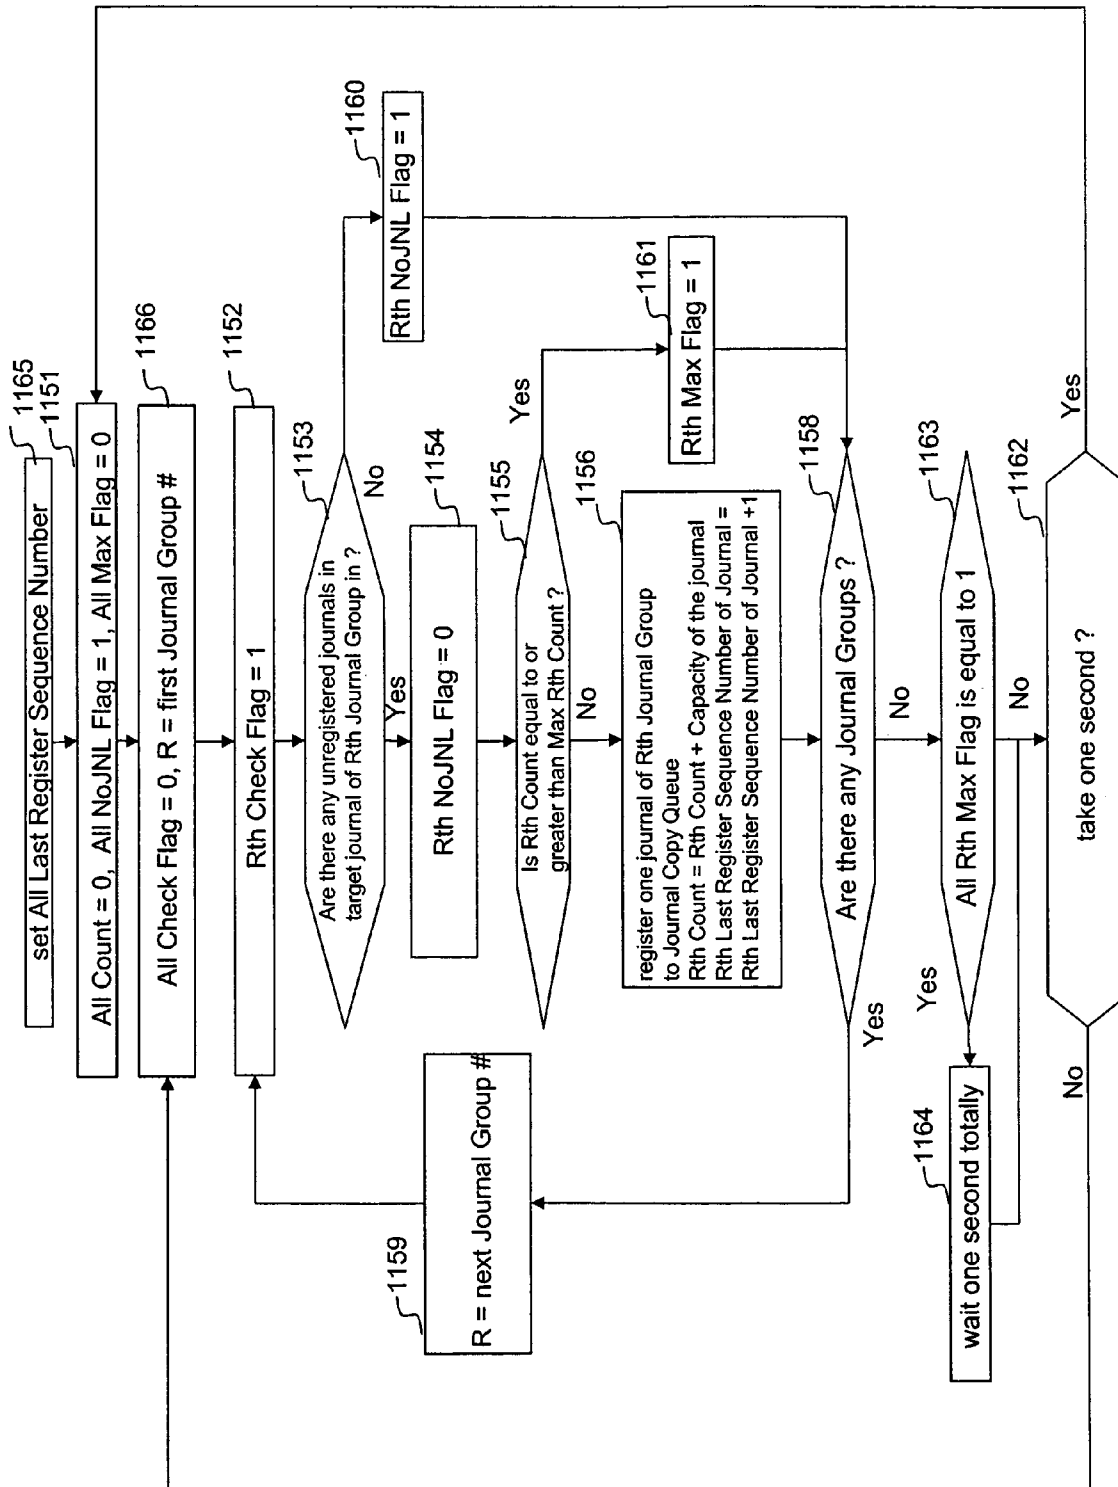 set All Last Register Sequence Number
1165
1151
All Count = 0, All NoJNL Flag = 1, All Max Flag = 0
1166
All Check Flag = 0, R = first Journal Group #
1152
Rth Check Flag = 1
1153
Are there any unregistered journals in
target journal of Rth Journal Group in ?
No
Yes
1160
Rth NoJNL Flag = 1
1154
Rth NoJNL Flag = 0
1155
Is Rth Count equal to or
greater than Max Rth Count ?
Yes
No
1161
Rth Max Flag = 1
1156
register one journal of Rth Journal Group
to Journal Copy Queue
Rth Count = Rth Count + Capacity of the journal
Rth Last Register Sequence Number of Journal =
Rth Last Register Sequence Number of Journal +1
1158
Are there any Journal Groups ?
Yes
No
1159
R = next Journal Group #
1163
All Rth Max Flag is equal to 1
Yes
No
1164
wait one second totally
1162
take one second ?
No
Yes